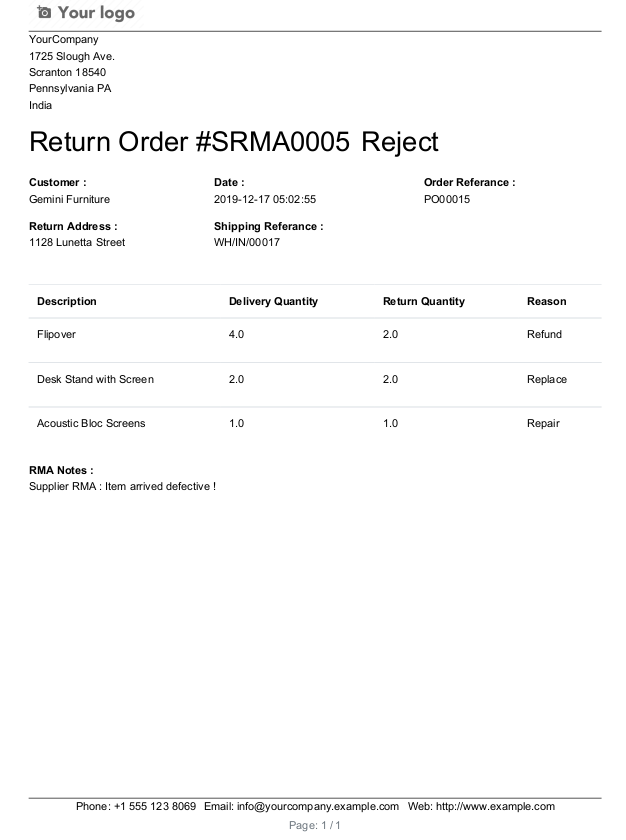 Your logo
YourCompany
1725 Slough Ave.
Scranton 18540
Pennsylvania PA
India
Return Order #SRMA0005 Reject
Customer : Date : Order Referance :
Gemini Furniture 2019-12-17 05:02:55 PO00015
Return Address : Shipping Referance :
1128 Lunetta Street WH/IN/00017
Description Delivery Quantity Return Quantity Reason
Flipover 4.0 2.0 Refund
Desk Stand with Screen 2.0 2.0 Replace
Acoustic Bloc Screens 1.0 1.0 Repair
RMA Notes :
Supplier RMA : Item arrived defective !
Phone: +1 555 123 8069 Email: info@yourcompany.example.com Web: http://www.example.com
Page: 1 / 1